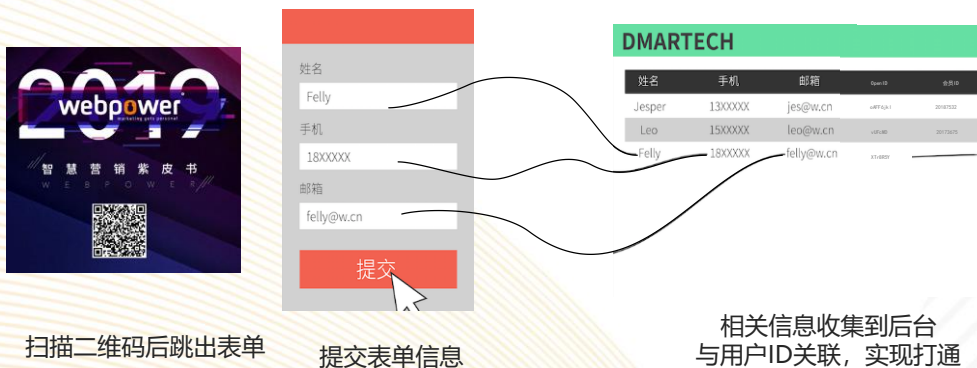 2019
webpower
marketing gets personal
智慧营销紫皮书
WEBPOWER
扫描二维码后跳出表单
姓名
Felly
手机
18XXXXX
邮箱
felly@w.cn
提交
提交表单信息
DMARTECH
姓名 手机 邮箱 Open ID 会员ID
Jesper 13XXXXX jes@w.cn 20187532
Leo 15XXXXX leo@w.cn
Felly 18XXXXX felly@w.cn
相关信息收集到后台
与用户ID关联，实现打通